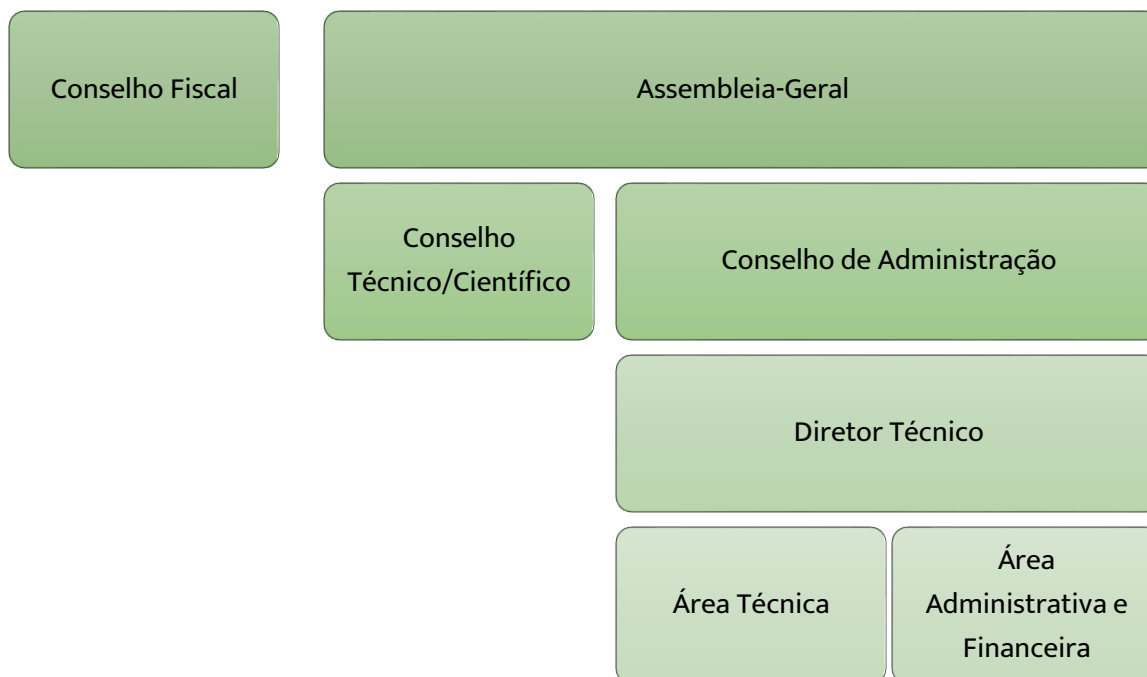 Conselho Fiscal
Assembleia-Geral
Conselho
Técnico/Científico
Conselho de Administração
Diretor Técnico
Área Técnica
Área
Administrativa e
Financeira